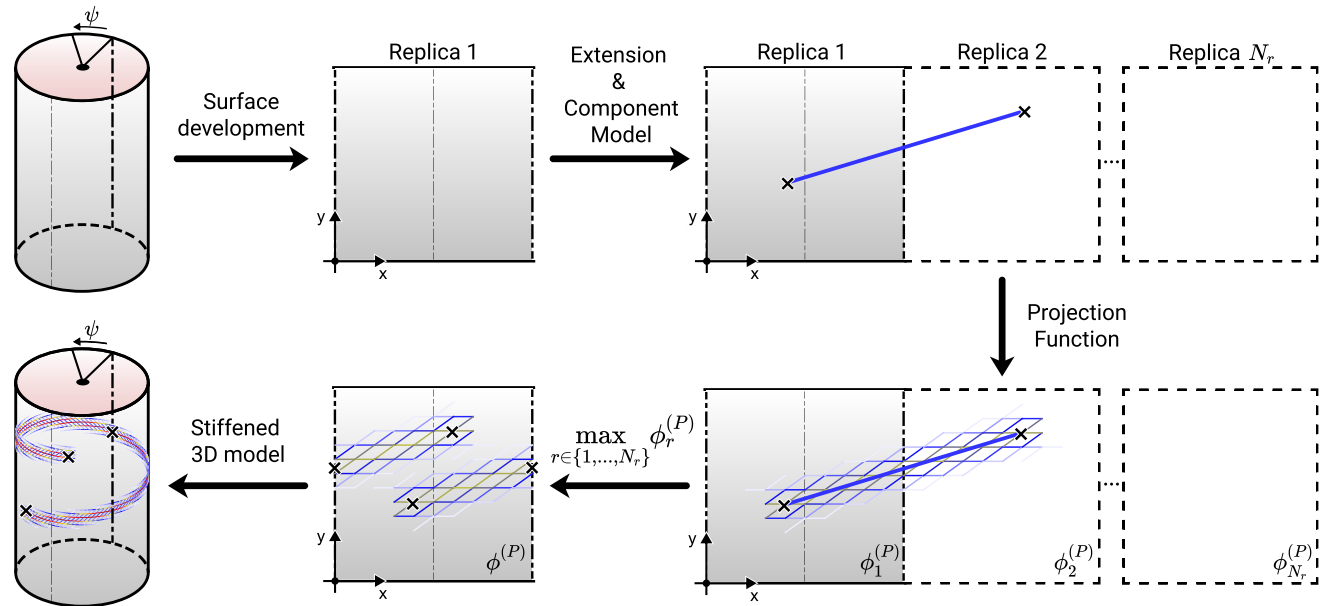 ψ
Replica 1
Extension
&
Component
Model
Replica 1
Replica 2
Replica N_r
Surface
development
...
y
x
y
x
Projection
Function
ψ
Stiffened
3D model
max φ_r^{(P)}
r∈{1,...,N_r}
...
y
φ^{(P)}
x
y
φ_1^{(P)}
φ_2^{(P)}
φ_{N_r}^{(P)}
x